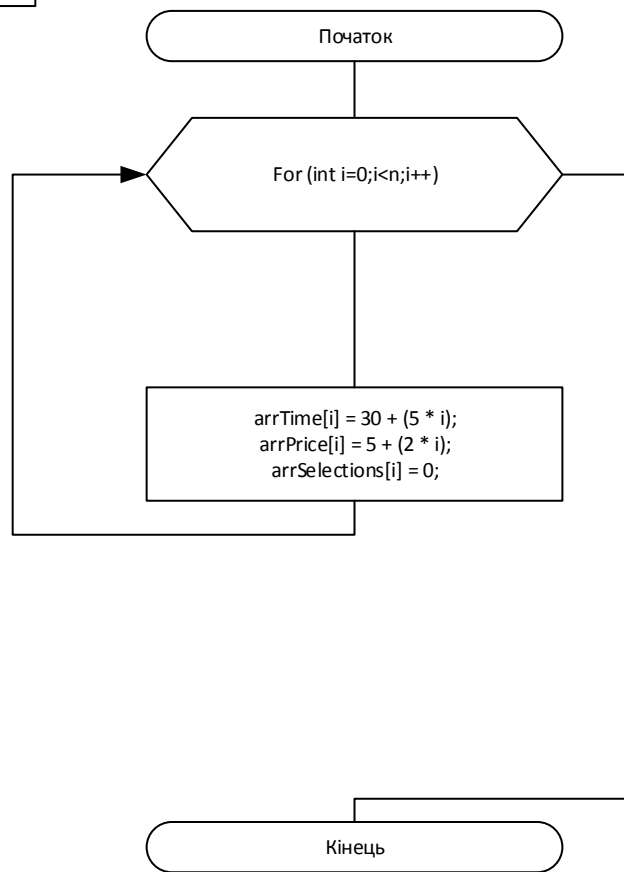 Початок
For (int i=0;i<n;i++)
arrTime[i] = 30 + (5 * i);
arrPrice[i] = 5 + (2 * i);
arrSelections[i] = 0;
Кінець